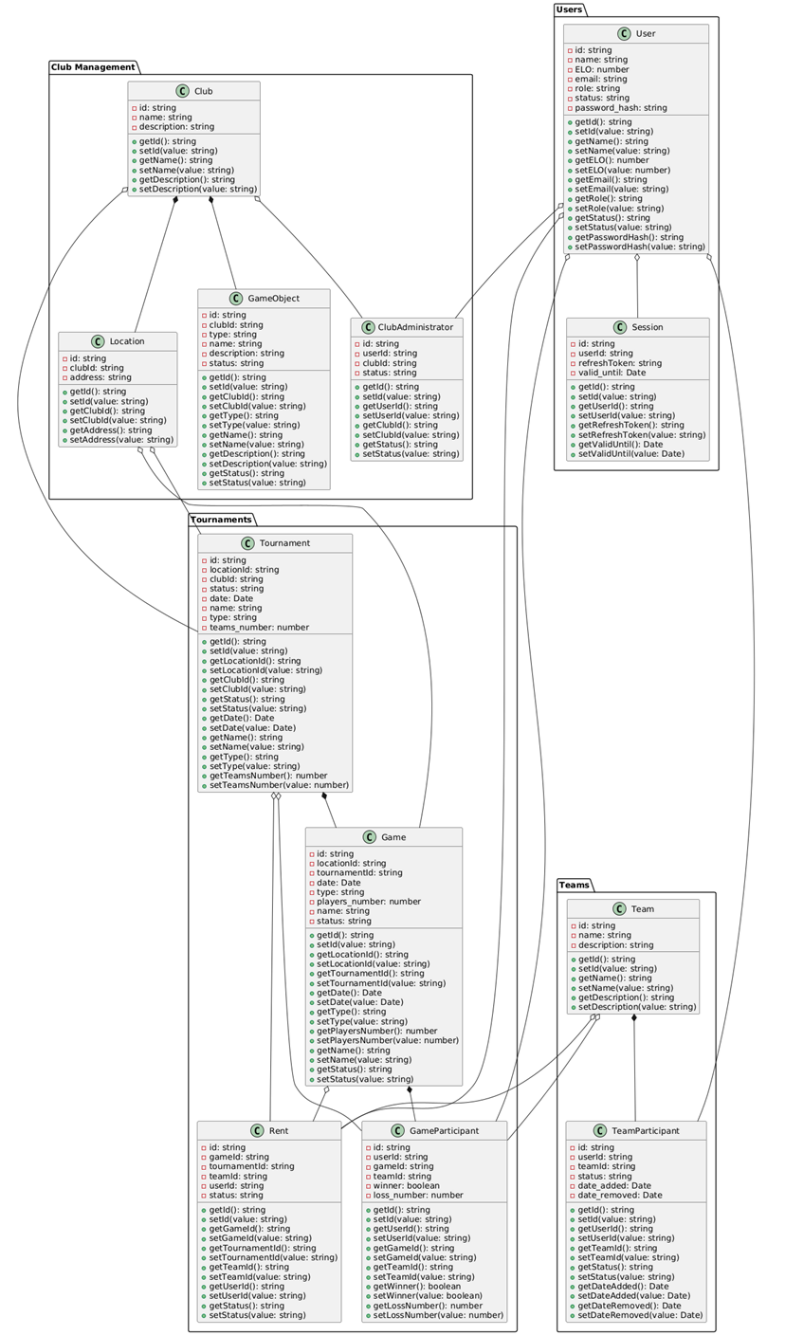 Users
C User
id: string
name: string
ELO: number
email: string
role: string
status: string
password_hash: string
getId(): string
setId(value: string)
getName(): string
setName(value: string)
getELO(): number
setELO(value: number)
getEmail(): string
setEmail(value: string)
getRole(): string
setRole(value: string)
getStatus(): string
setStatus(value: string)
getPasswordHash(): string
setPasswordHash(value: string)
C Session
id: string
userId: string
refreshToken: string
valid_until: Date
getId(): string
setId(value: string)
getUserId(): string
setUserId(value: string)
getRefreshToken(): string
setRefreshToken(value: string)
getValidUntil(): Date
setValidUntil(value: Date)
Club Management
C Club
id: string
name: string
description: string
getId(): string
setId(value: string)
getName(): string
setName(value: string)
getDescription(): string
setDescription(value: string)
C Location
id: string
clubId: string
address: string
getId(): string
setId(value: string)
getClubId(): string
setClubId(value: string)
getAddress(): string
setAddress(value: string)
C GameObject
id: string
clubId: string
type: string
name: string
description: string
status: string
getId(): string
setId(value: string)
getClubId(): string
setClubId(value: string)
getType(): string
setType(value: string)
getName(): string
setName(value: string)
getDescription(): string
setDescription(value: string)
getStatus(): string
setStatus(value: string)
C ClubAdministrator
id: string
userId: string
clubId: string
status: string
getId(): string
setId(value: string)
getUserId(): string
setUserId(value: string)
getClubId(): string
setClubId(value: string)
getStatus(): string
setStatus(value: string)
Tournaments
C Tournament
id: string
locationId: string
clubId: string
status: string
date: Date
name: string
type: string
teams_number: number
getId(): string
setId(value: string)
getLocationId(): string
setLocationId(value: string)
getClubId(): string
setClubId(value: string)
getStatus(): string
setStatus(value: string)
getDate(): Date
setDate(value: Date)
getName(): string
setName(value: string)
getType(): string
setType(value: string)
getTeamsNumber(): number
setTeamsNumber(value: number)
C Game
id: string
locationId: string
tournamentId: string
date: Date
type: string
players_number: number
name: string
status: string
getId(): string
setId(value: string)
getLocationId(): string
setLocationId(value: string)
getTournamentId(): string
setTournamentId(value: string)
getDate(): Date
setDate(value: Date)
getType(): string
setType(value: string)
getPlayersNumber(): number
setPlayersNumber(value: number)
getName(): string
setName(value: string)
getStatus(): string
setStatus(value: string)
C Rent
id: string
gameId: string
tournamentId: string
teamId: string
userId: string
status: string
getId(): string
setId(value: string)
getGameId(): string
setGameId(value: string)
getTournamentId(): string
setTournamentId(value: string)
getTeamId(): string
setTeamId(value: string)
getUserId(): string
setUserId(value: string)
getStatus(): string
setStatus(value: string)
C GameParticipant
id: string
userId: string
gameId: string
teamId: string
winner: boolean
loss_number: number
getId(): string
setId(value: string)
getUserId(): string
setUserId(value: string)
getGameId(): string
setGameId(value: string)
getTeamId(): string
setTeamId(value: string)
getWinner(): boolean
setWinner(value: boolean)
getLossNumber(): number
setLossNumber(value: number)
Teams
C Team
id: string
name: string
description: string
getId(): string
setId(value: string)
getName(): string
setName(value: string)
getDescription(): string
setDescription(value: string)
C TeamParticipant
id: string
userId: string
teamId: string
status: string
date_added: Date
date_removed: Date
getId(): string
setId(value: string)
getUserId(): string
setUserId(value: string)
getTeamId(): string
setTeamId(value: string)
getStatus(): string
setStatus(value: string)
getDateAdded(): Date
setDateAdded(value: Date)
getDateRemoved(): Date
setDateRemoved(value: Date)